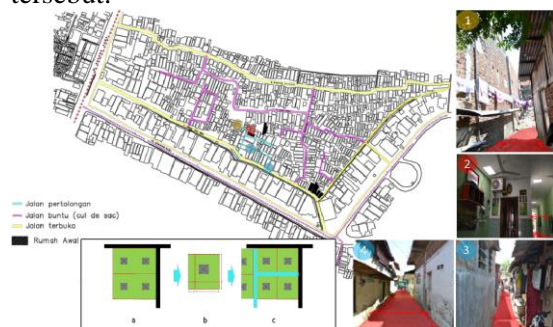 tersebut.
1
2
Jalan pertolongan
Jalan buntu (cul de sac)
Jalan terbuka
Rumah Awal
4
3
a
b
c